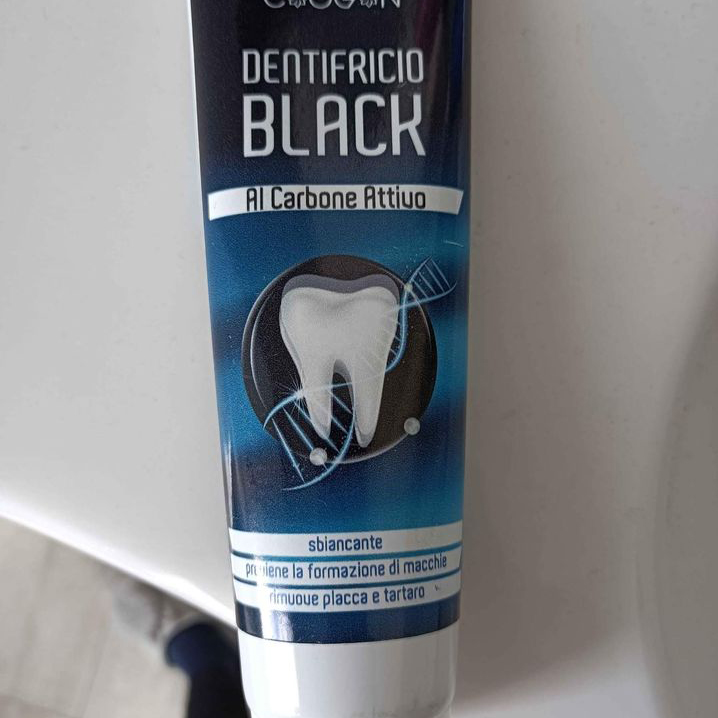 DENTIFRICIO
BLACK
Al Carbone Attivo
sbiancante
previene la formazione di macchie
rimuove placca e tartaro